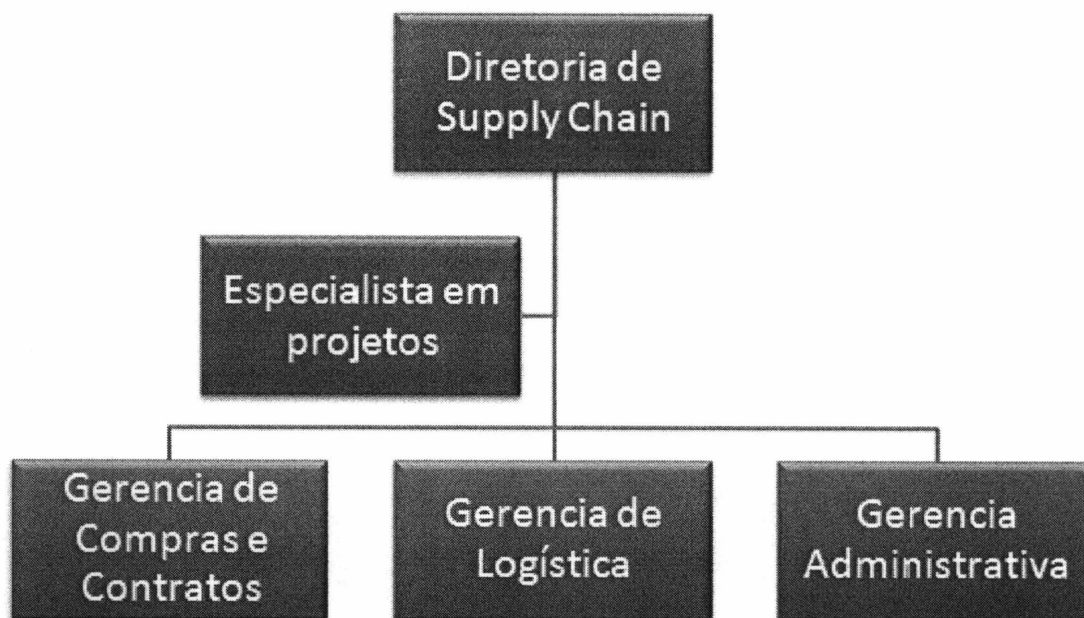 Diretoria de
Supply Chain
Especialista em
projetos
Gerencia de
Compras e
Contratos
Gerencia de
Logística
Gerencia
Administrativa